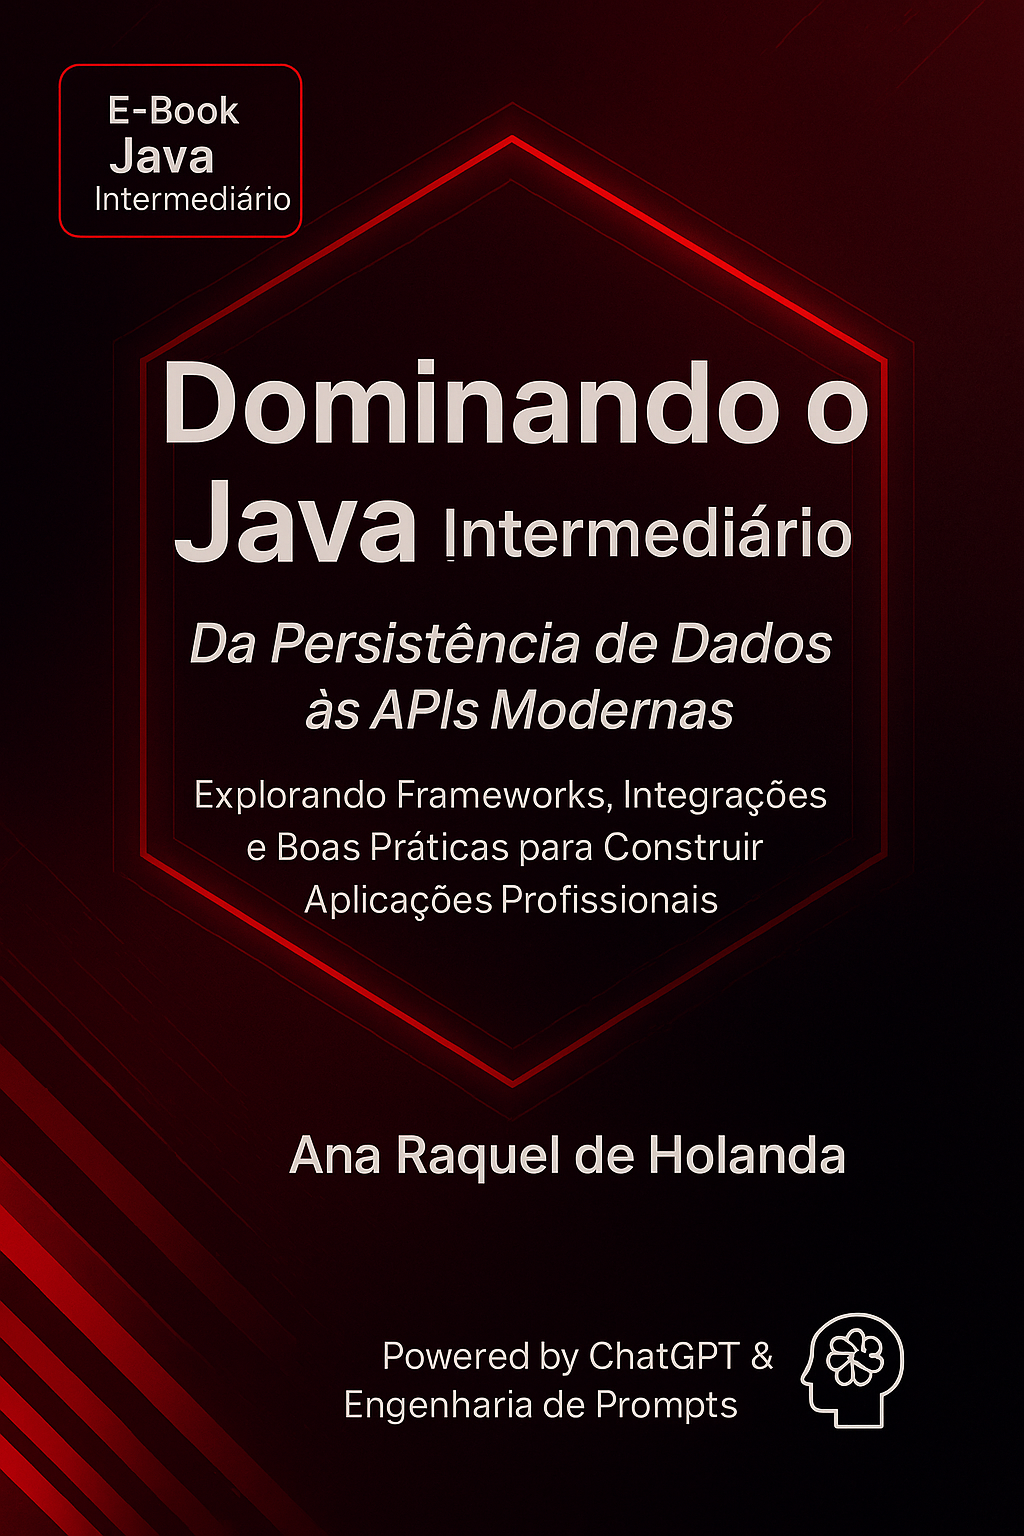 E-Book
Java
Intermediário
Dominando o
Java Intermediário
Da Persistência de Dados
às APIs Modernas
Explorando Frameworks, Integrações
e Boas Práticas para Construir
Aplicações Profissionais
Ana Raquel de Holanda
Powered by ChatGPT &
Engenharia de Prompts